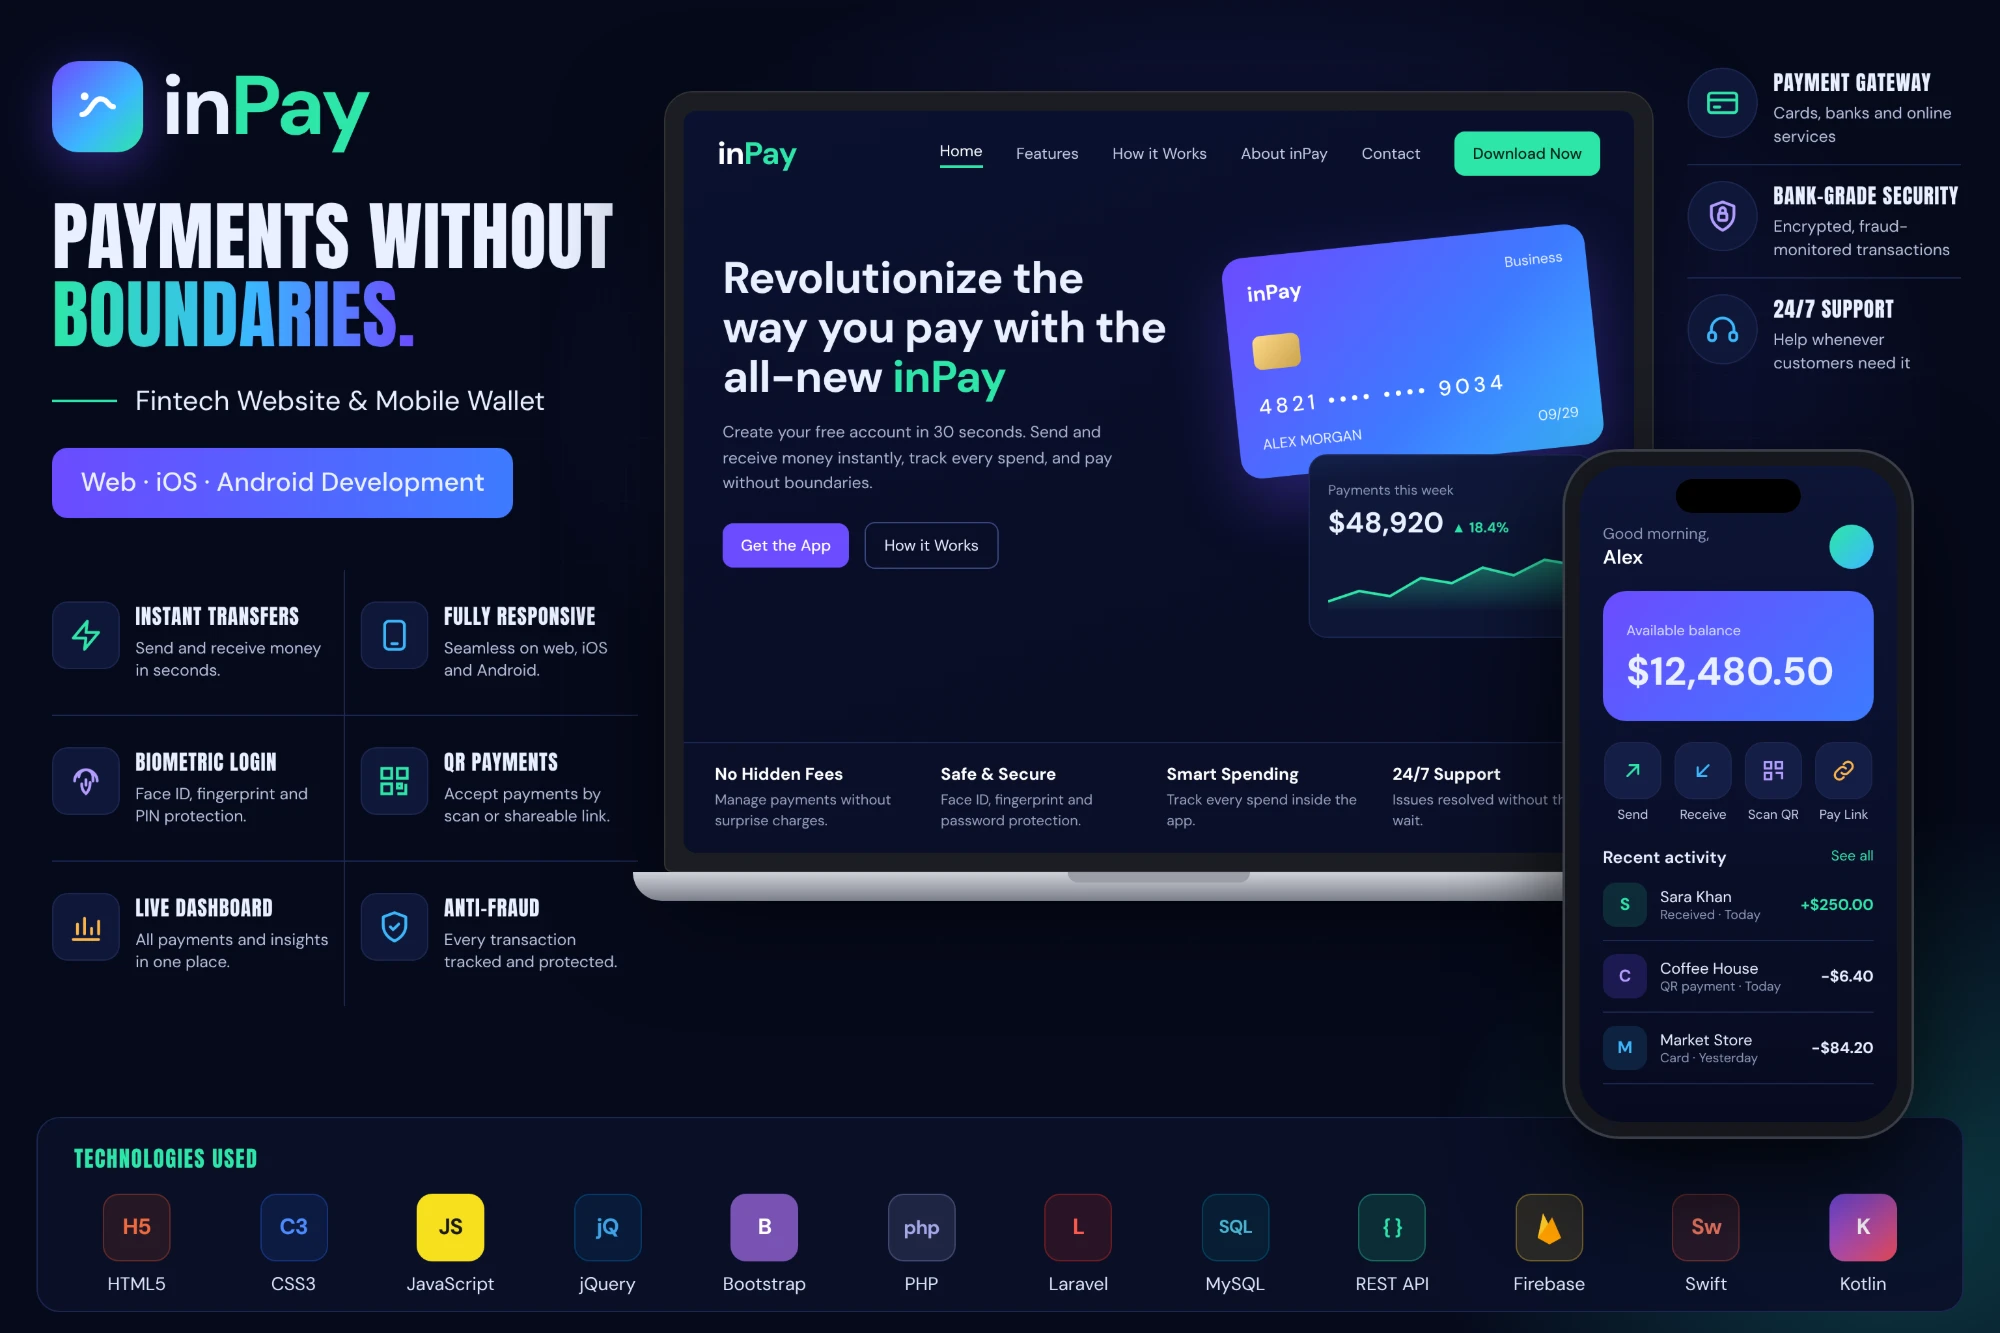 inPay
PAYMENTS WITHOUT
BOUNDARIES.
Fintech Website & Mobile Wallet
Web · iOS · Android Development
INSTANT TRANSFERS
Send and receive money
in seconds.
FULLY RESPONSIVE
Seamless on web, iOS
and Android.
BIOMETRIC LOGIN
Face ID, fingerprint and
PIN protection.
QR PAYMENTS
Accept payments by
scan or shareable link.
LIVE DASHBOARD
All payments and insights
in one place.
ANTI-FRAUD
Every transaction
tracked and protected.
inPay
Home
Features
How it Works
About inPay
Contact
Download Now
Revolutionize the
way you pay with the
all-new inPay
Create your free account in 30 seconds. Send and
receive money instantly, track every spend, and pay
without boundaries.
Get the App
How it Works
Business
inPay
4821 •••• •••• 9034
09/29
ALEX MORGAN
Payments this week
$48,920 ▲ 18.4%
No Hidden Fees
Manage payments without
surprise charges.
Safe & Secure
Face ID, fingerprint and
password protection.
Smart Spending
Track every spend inside the
app.
24/7 Support
Issues resolved without th
wait.
PAYMENT GATEWAY
Cards, banks and online
services
BANK-GRADE SECURITY
Encrypted, fraud-
monitored transactions
24/7 SUPPORT
Help whenever
customers need it
Good morning,
Alex
Available balance
$12,480.50
Send
Receive
Scan QR
Pay Link
Recent activity
See all
S
Sara Khan
Received · Today
+$250.00
C
Coffee House
QR payment · Today
-$6.40
M
Market Store
Card · Yesterday
-$84.20
TECHNOLOGIES USED
H5
C3
JS
jQ
B
php
L
SQL
{ }
Sw
K
HTML5
CSS3
JavaScript
jQuery
Bootstrap
PHP
Laravel
MySQL
REST API
Firebase
Swift
Kotlin